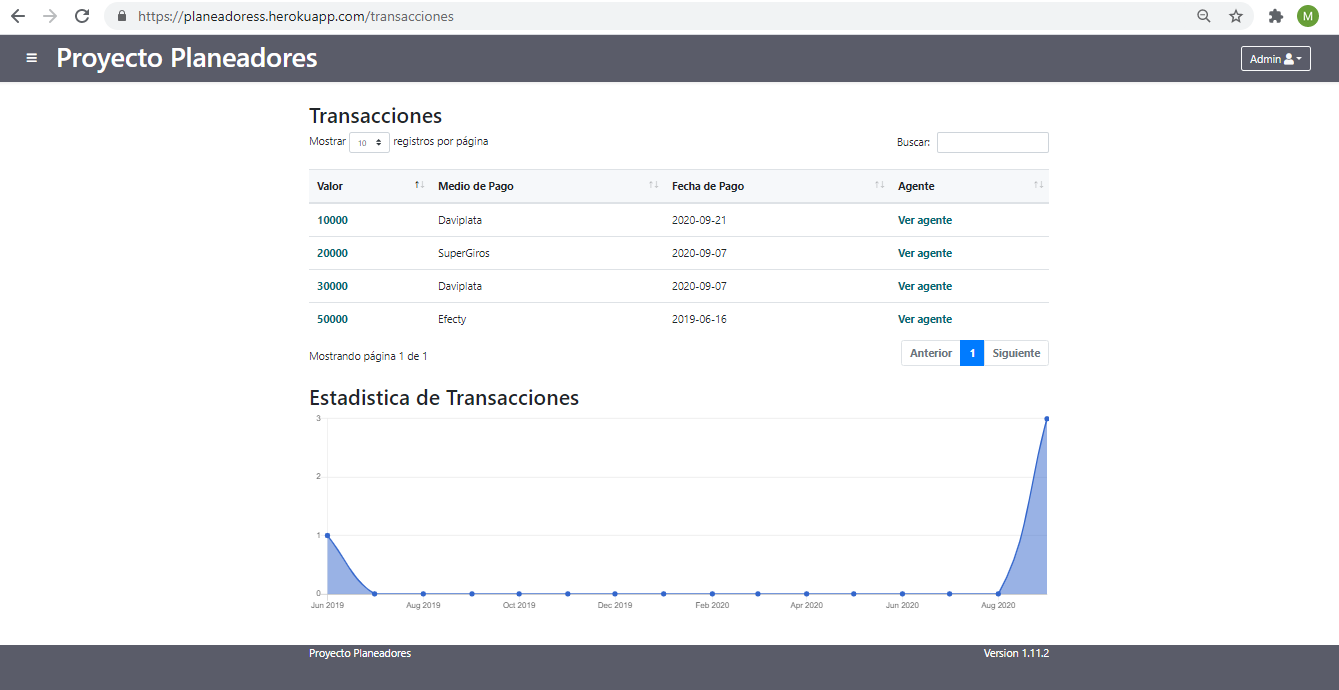 https://planeadoress.herokuapp.com/transacciones
M
Proyecto Planeadores
Admin
Transacciones
Mostrar 10 registros por página
Buscar:
Valor Medio de Pago Fecha de Pago Agente
10000 Daviplata 2020-09-21 Ver agente
20000 SuperGiros 2020-09-07 Ver agente
30000 Daviplata 2020-09-07 Ver agente
50000 Efecty 2019-06-16 Ver agente
Mostrando página 1 de 1
Anterior 1 Siguiente
Estadistica de Transacciones
3
2
1
0
Jun 2019 Aug 2019 Oct 2019 Dec 2019 Feb 2020 Apr 2020 Jun 2020 Aug 2020
Proyecto Planeadores Version 1.11.2